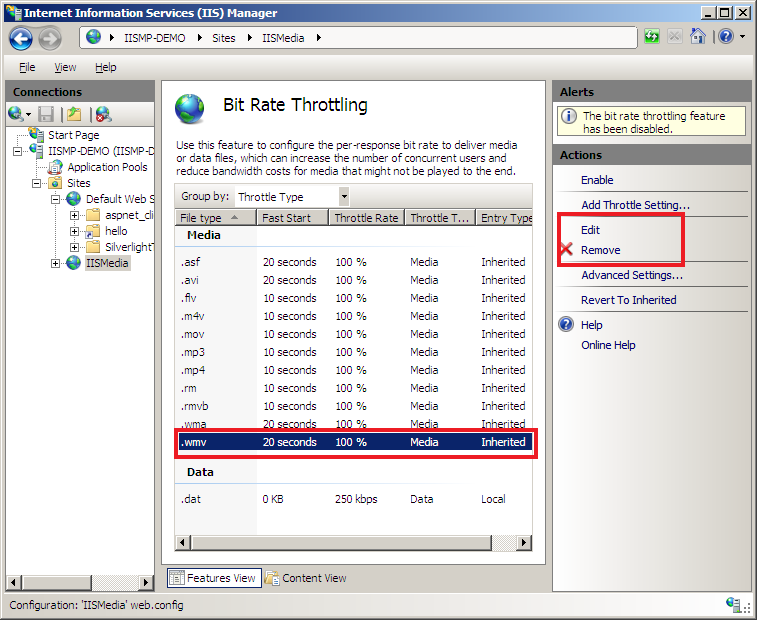 Internet Information Services (IIS) Manager
IISMP-DEMO Sites IISMedia
File View Help
Connections
Start Page
IISMP-DEMO (IISMP-D
Application Pools
Sites
Default Web S
aspnet_cli
hello
SilverlightT
IISMedia
Bit Rate Throttling
Use this feature to configure the per-response bit rate to deliver media
or data files, which can increase the number of concurrent users and
reduce bandwidth costs for media that might not be played to the end.
Group by: Throttle Type
File type Fast Start Throttle Rate Throttle T... Entry Type
Media
.asf 20 seconds 100 % Media Inherited
.avi 20 seconds 100 % Media Inherited
.flv 10 seconds 100 % Media Inherited
.m4v 10 seconds 100 % Media Inherited
.mov 10 seconds 100 % Media Inherited
.mp3 10 seconds 100 % Media Inherited
.mp4 10 seconds 100 % Media Inherited
.rm 10 seconds 100 % Media Inherited
.rmvb 10 seconds 100 % Media Inherited
.wma 20 seconds 100 % Media Inherited
.wmv 20 seconds 100 % Media Inherited
Data
.dat 0 KB 250 kbps Data Local
Features View Content View
Alerts
The bit rate throttling feature
has been disabled.
Actions
Enable
Add Throttle Setting...
Edit
Remove
Advanced Settings...
Revert To Inherited
Help
Online Help
Configuration: 'IISMedia' web.config